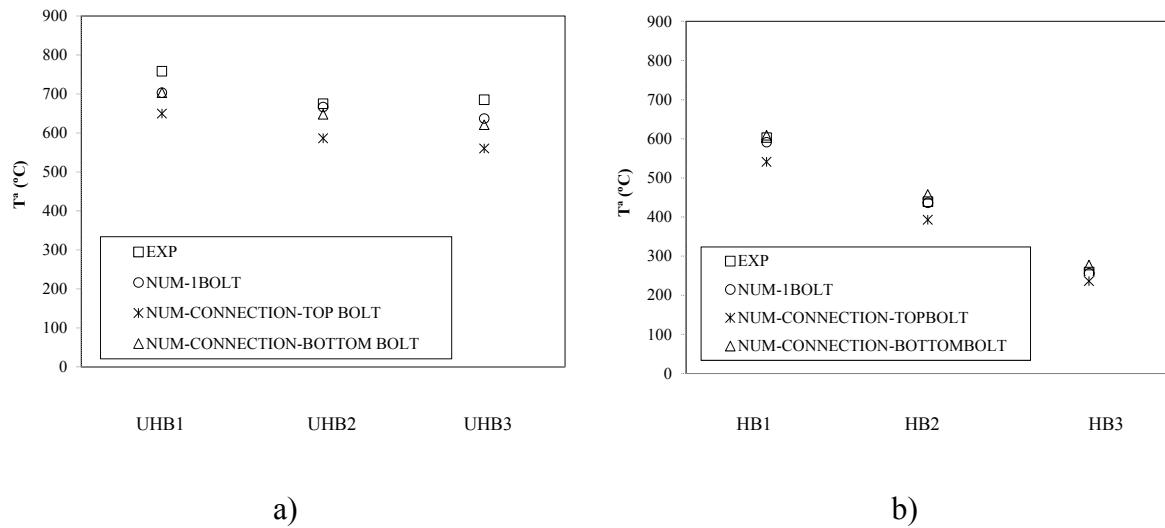 900
800
700
600
500
400
300
200
100
0
Tª (ºC)
EXP
NUM-1BOLT
NUM-CONNECTION-TOP BOLT
NUM-CONNECTION-BOTTOM BOLT
UHB1 UHB2 UHB3
a)
900
800
700
600
500
400
300
200
100
0
Tª (ºC)
EXP
NUM-1BOLT
NUM-CONNECTION-TOPBOLT
NUM-CONNECTION-BOTTOMBOLT
HB1 HB2 HB3
b)